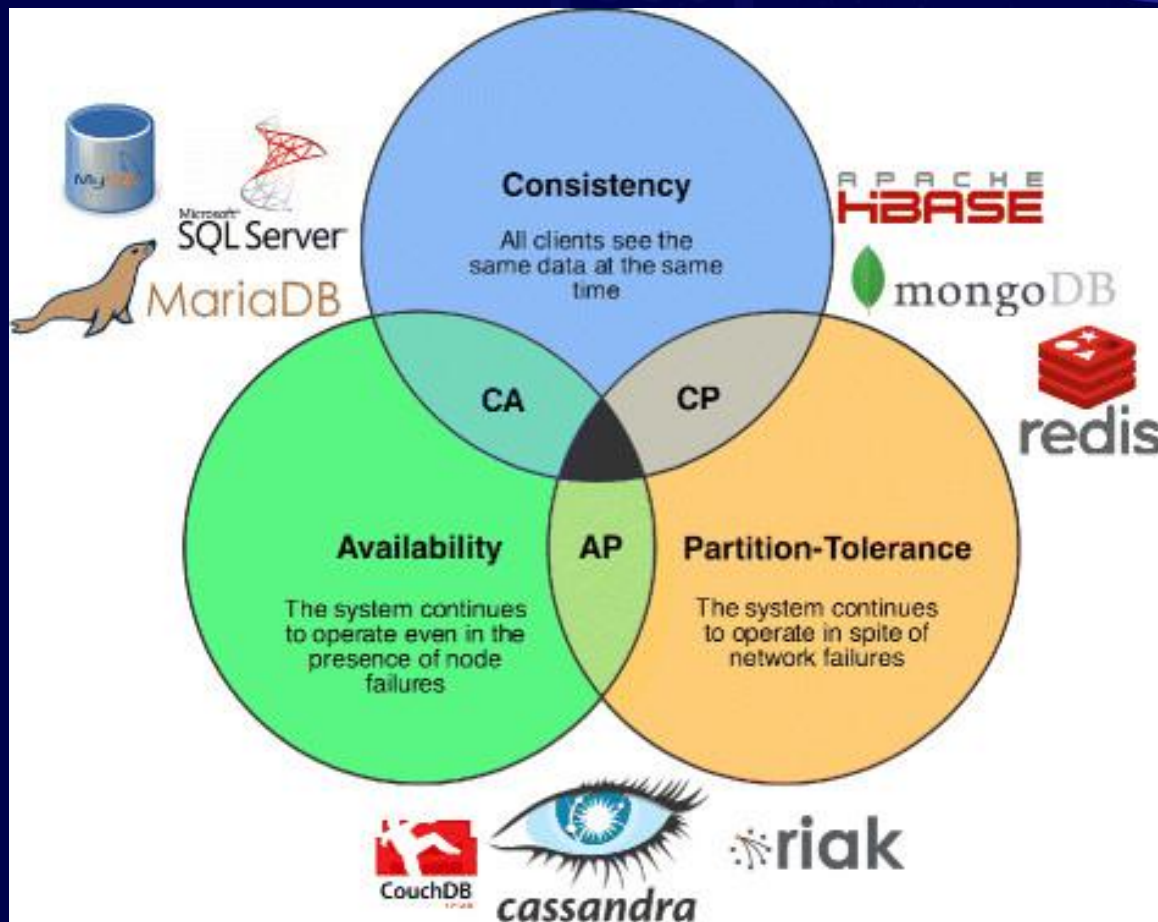 MySQL
Microsoft
SQL Server
MariaDB
Consistency
All clients see the
same data at the same
time
APACHE
HBASE
mongoDB
redis
CA
CP
AP
Availability
The system continues
to operate even in the
presence of node
failures
Partition-Tolerance
The system continues
to operate in spite of
network failures
CouchDB
cassandra
riak